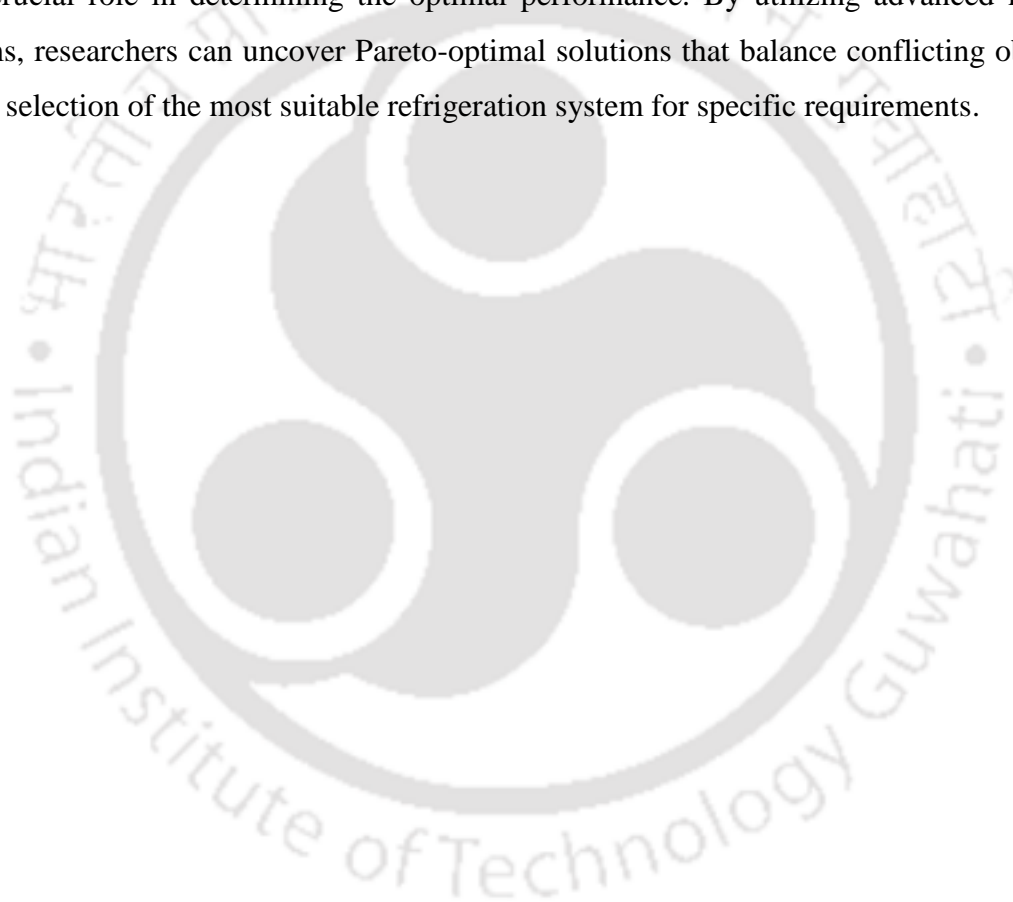 crucial role in determining the optimal performance. By utilizing advanced
researchers can uncover Pareto-optimal solutions that balance conflicting
selection of the most suitable refrigeration system for specific requirements.
• Indian Institute of Technology Guwahati •